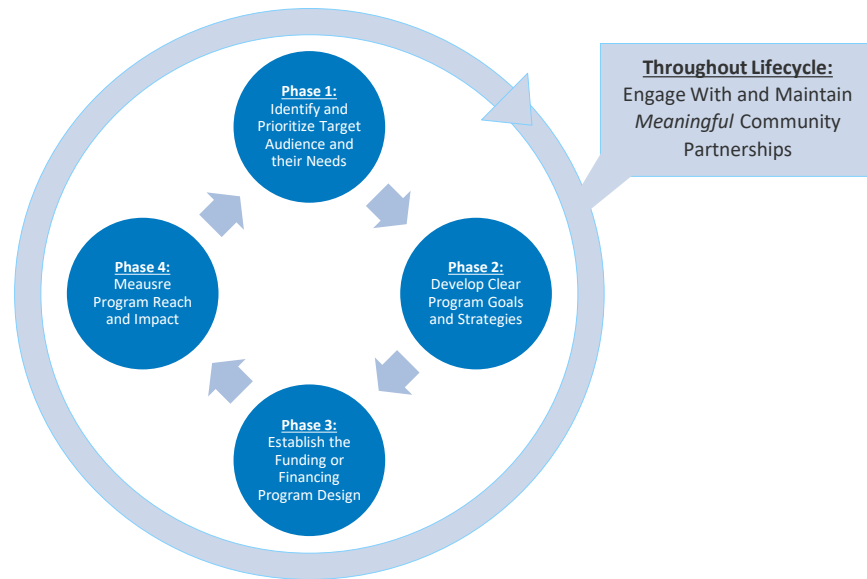 Phase 1:
Identify and
Prioritize Target
Audience and
their Needs
Throughout Lifecycle:
Engage With and Maintain
Meaningful Community
Partnerships
Phase 2:
Develop Clear
Program Goals
and Strategies
Phase 3:
Establish the
Funding or
Financing
Program Design
Phase 4:
Meausre
Program Reach
and Impact